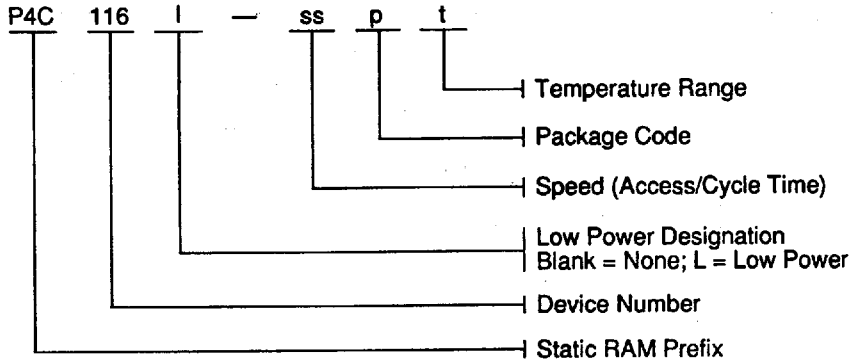 P4C 116 l — ss p t
Temperature Range
Package Code
Speed (Access/Cycle Time)
Low Power Designation
Blank = None; L = Low Power
Device Number
Static RAM Prefix